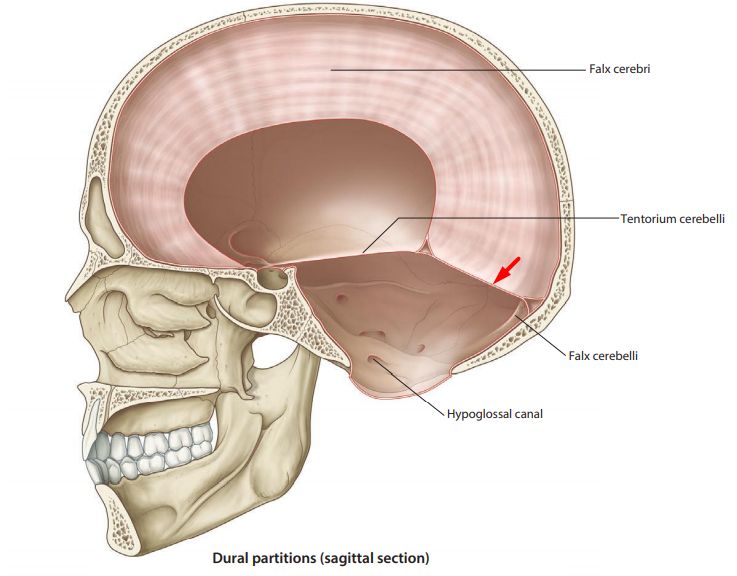 Falx cerebri
Tentorium cerebelli
Falx cerebelli
Hypoglossal canal
Dural partitions (sagittal section)